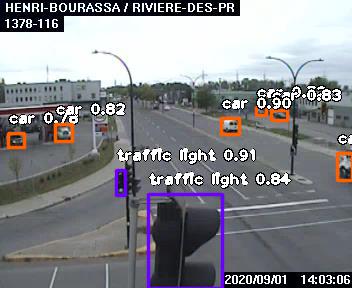 HENRI-BOURASSA / RIVIERE-DES-PR
1378-116
car 0.83
car 0.82
car 0.90
car 0.78
traffic light 0.91
traffic light 0.84
2020/09/01 14:03:06